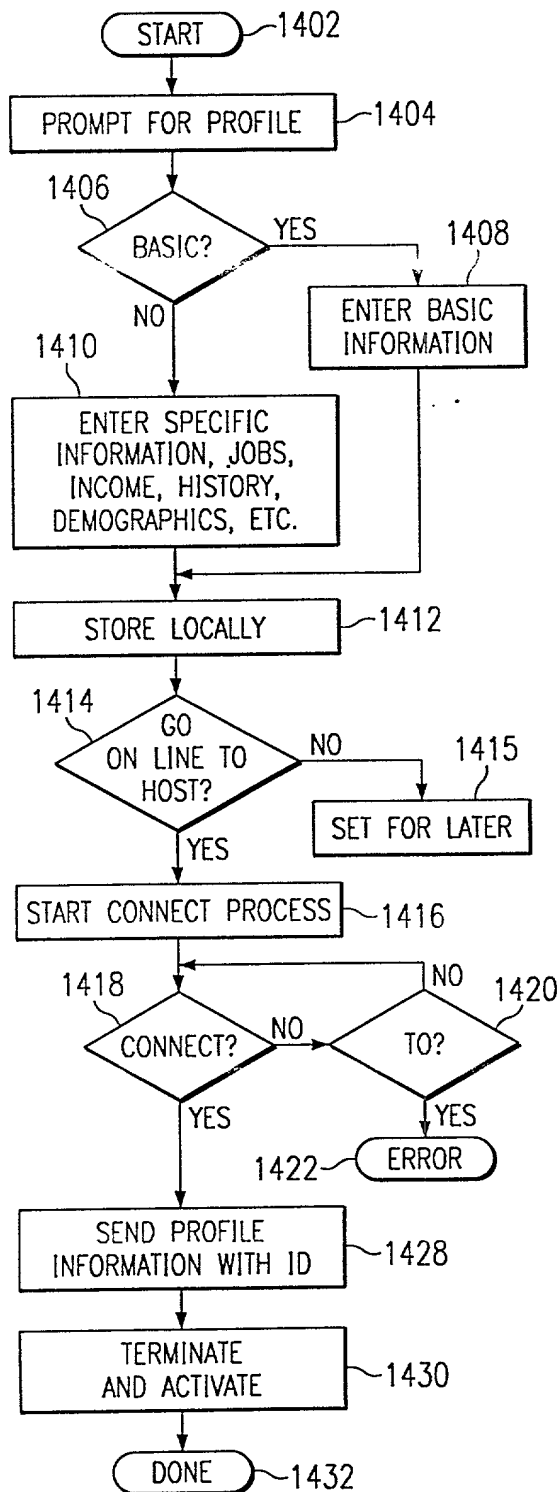 START
1402
PROMPT FOR PROFILE
1404
1406
BASIC?
YES
1408
NO
ENTER BASIC
INFORMATION
1410
ENTER SPECIFIC
INFORMATION, JOBS,
INCOME, HISTORY,
DEMOGRAPHICS, ETC.
STORE LOCALLY
1412
1414
GO
ON LINE TO
HOST?
NO
1415
SET FOR LATER
YES
START CONNECT PROCESS
1416
1418
CONNECT?
NO
NO
1420
TO?
YES
YES
1422
ERROR
SEND PROFILE
INFORMATION WITH ID
1428
TERMINATE
AND ACTIVATE
1430
DONE
1432